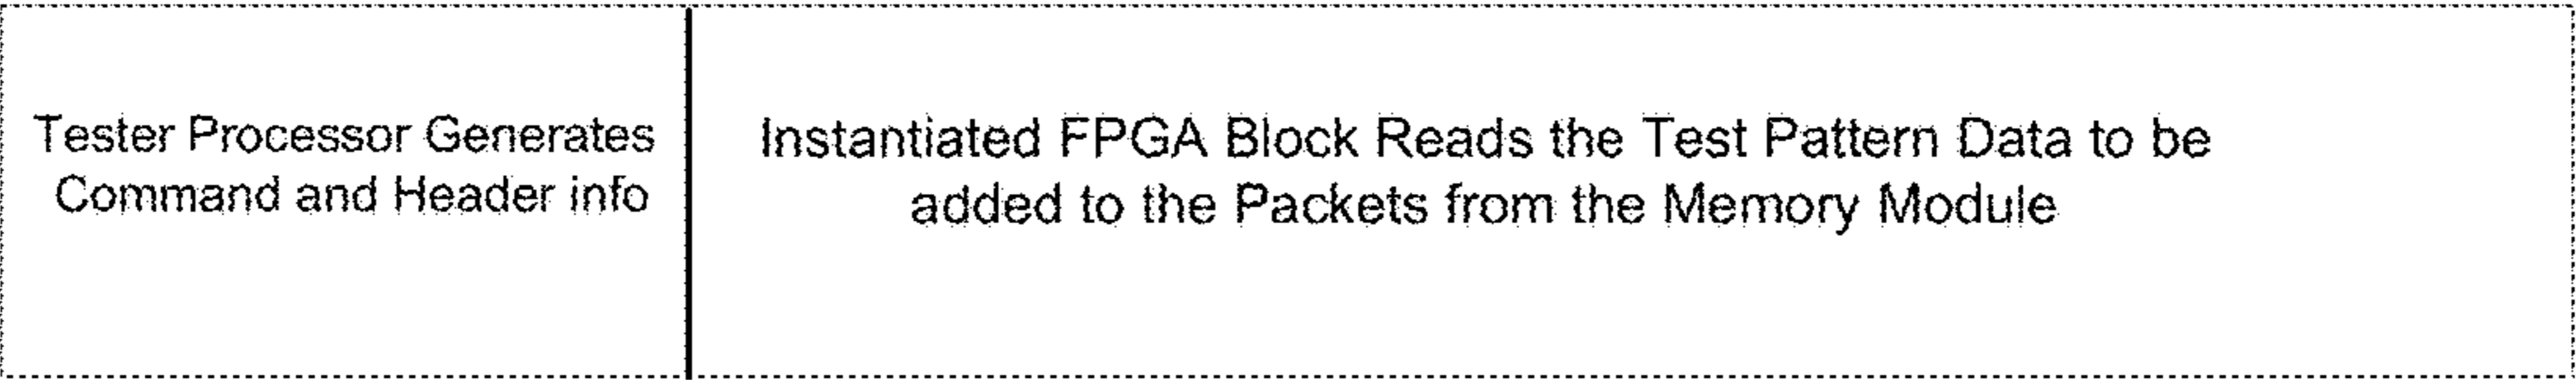 Tester Processor Generates
Command and Header info
Instantiated FPGA Block Reads the Test Pattern Data to be
added to the Packets from the Memory Module